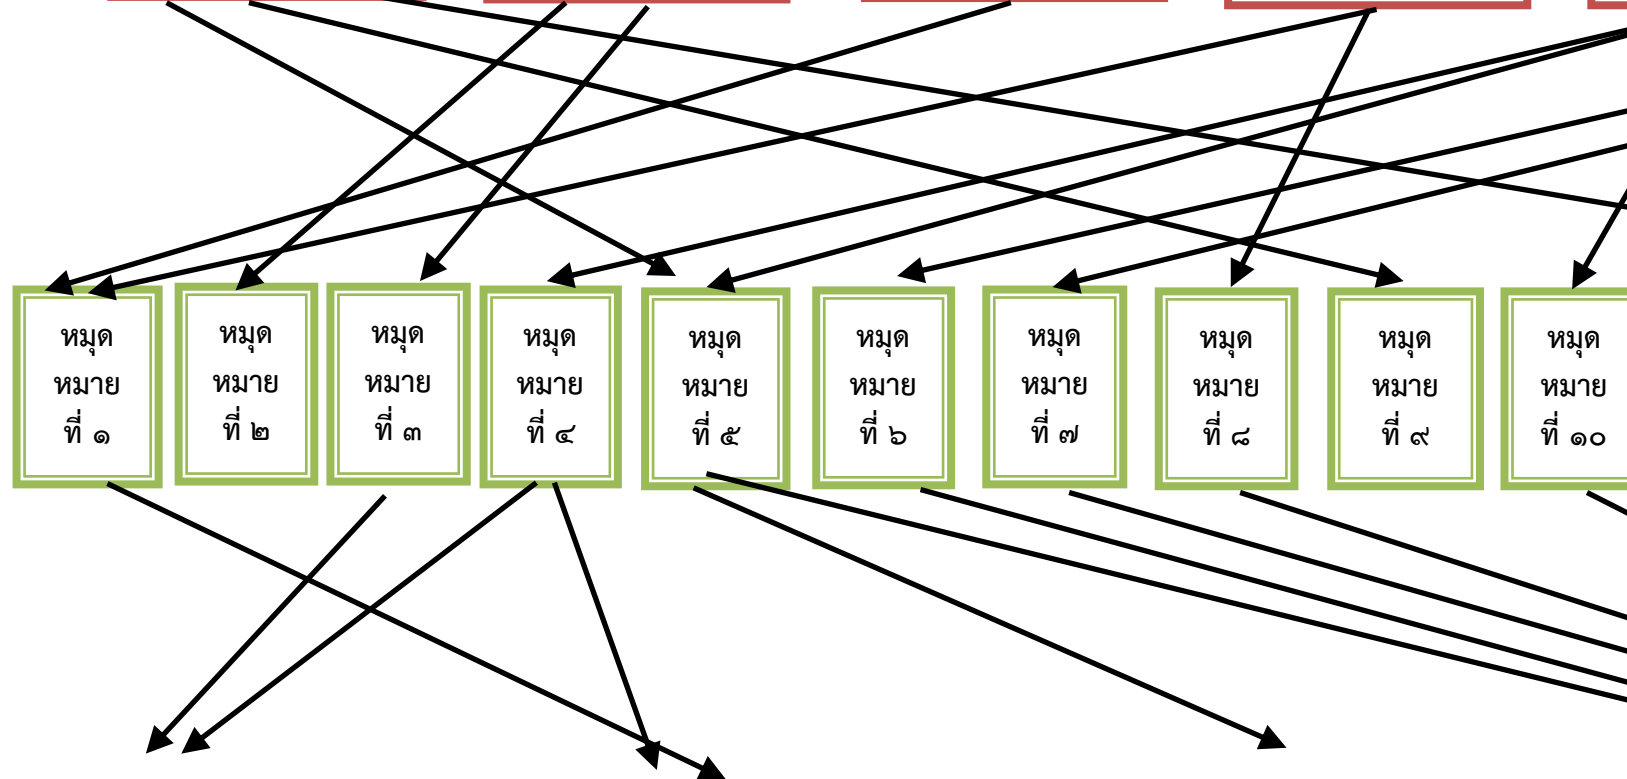 หมุด
หมาย
ที่ ๑
หมุด
หมาย
ที่ ๒
หมุด
หมาย
ที่ ๓
หมุด
หมาย
ที่ ๔
หมุด
หมาย
ที่ ๕
หมุด
หมาย
ที่ ๖
หมุด
หมาย
ที่ ๗
หมุด
หมาย
ที่ ๘
หมุด
หมาย
ที่ ๙
หมุด
หมาย
ที่ ๑๐